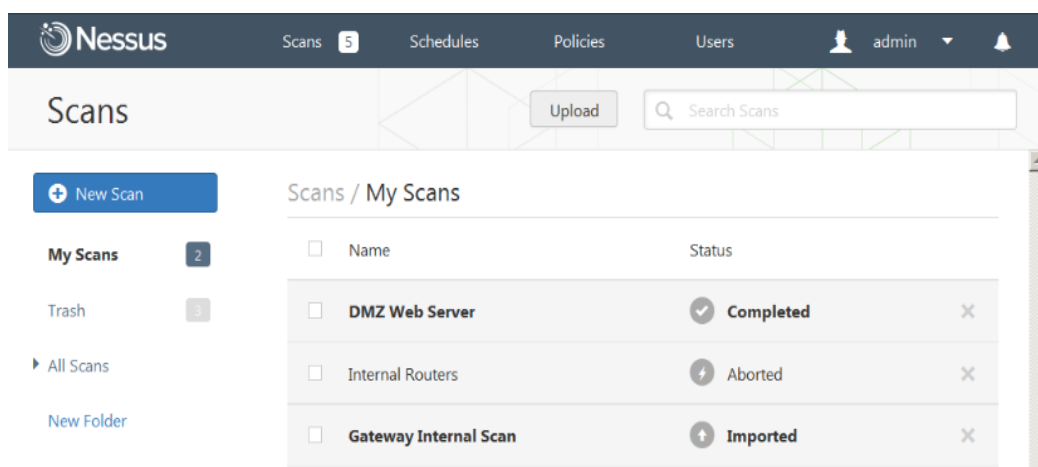 Nessus Scans 5 Schedules Policies Users admin
Scans Upload Search Scans
New Scan
Scans / My Scans
My Scans 2
Name Status
Trash 3
DMZ Web Server Completed
All Scans
Internal Routers Aborted
New Folder
Gateway Internal Scan Imported